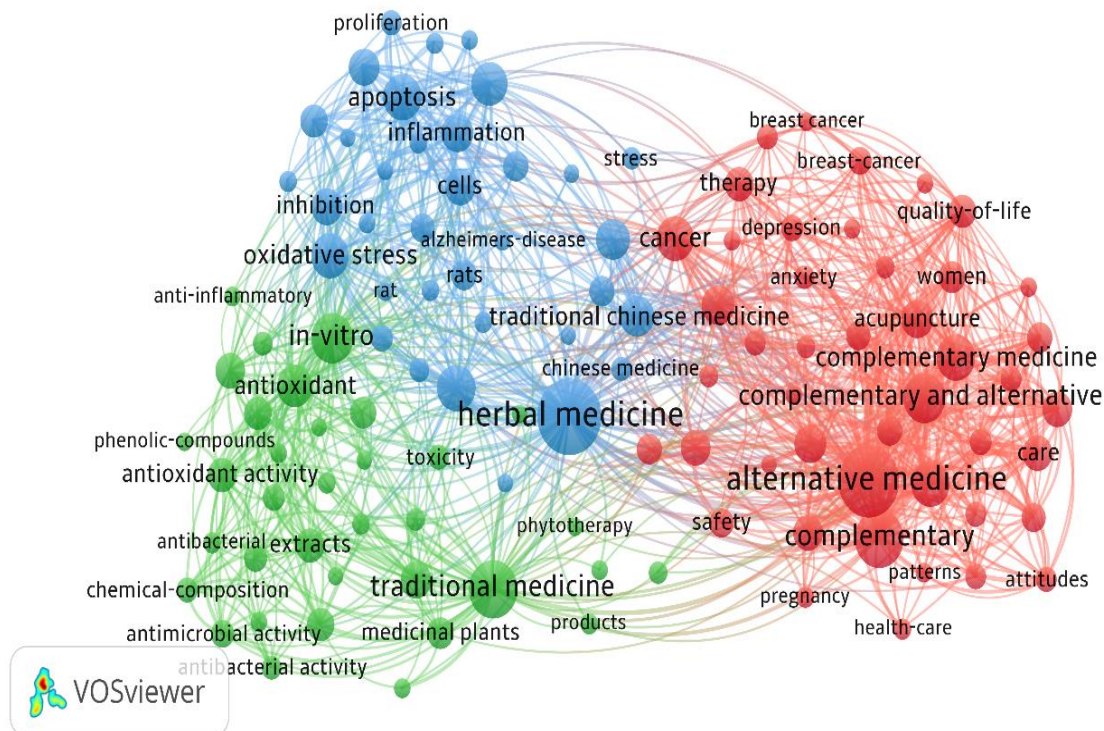 proliferation
apoptosis
inflammation
cells
inhibition
alzheimers-disease
oxidative stress
rats
rat
stress
traditional chinese medicine
chinese medicine
herbal medicine
anti-inflammatory
in-vitro
antioxidant
phenolic-compounds
antioxidant activity
toxicity
phytotherapy
antibacterial
extracts
chemical-composition
traditional medicine
products
antimicrobial activity
medicinal plants
antibacterial activity
breast cancer
breast-cancer
therapy
quality-of-life
cancer
depression
anxiety
women
acupuncture
complementary medicine
complementary and alternative
care
alternative medicine
safety
complementary
patterns
attitudes
pregnancy
health-care
VOSviewer